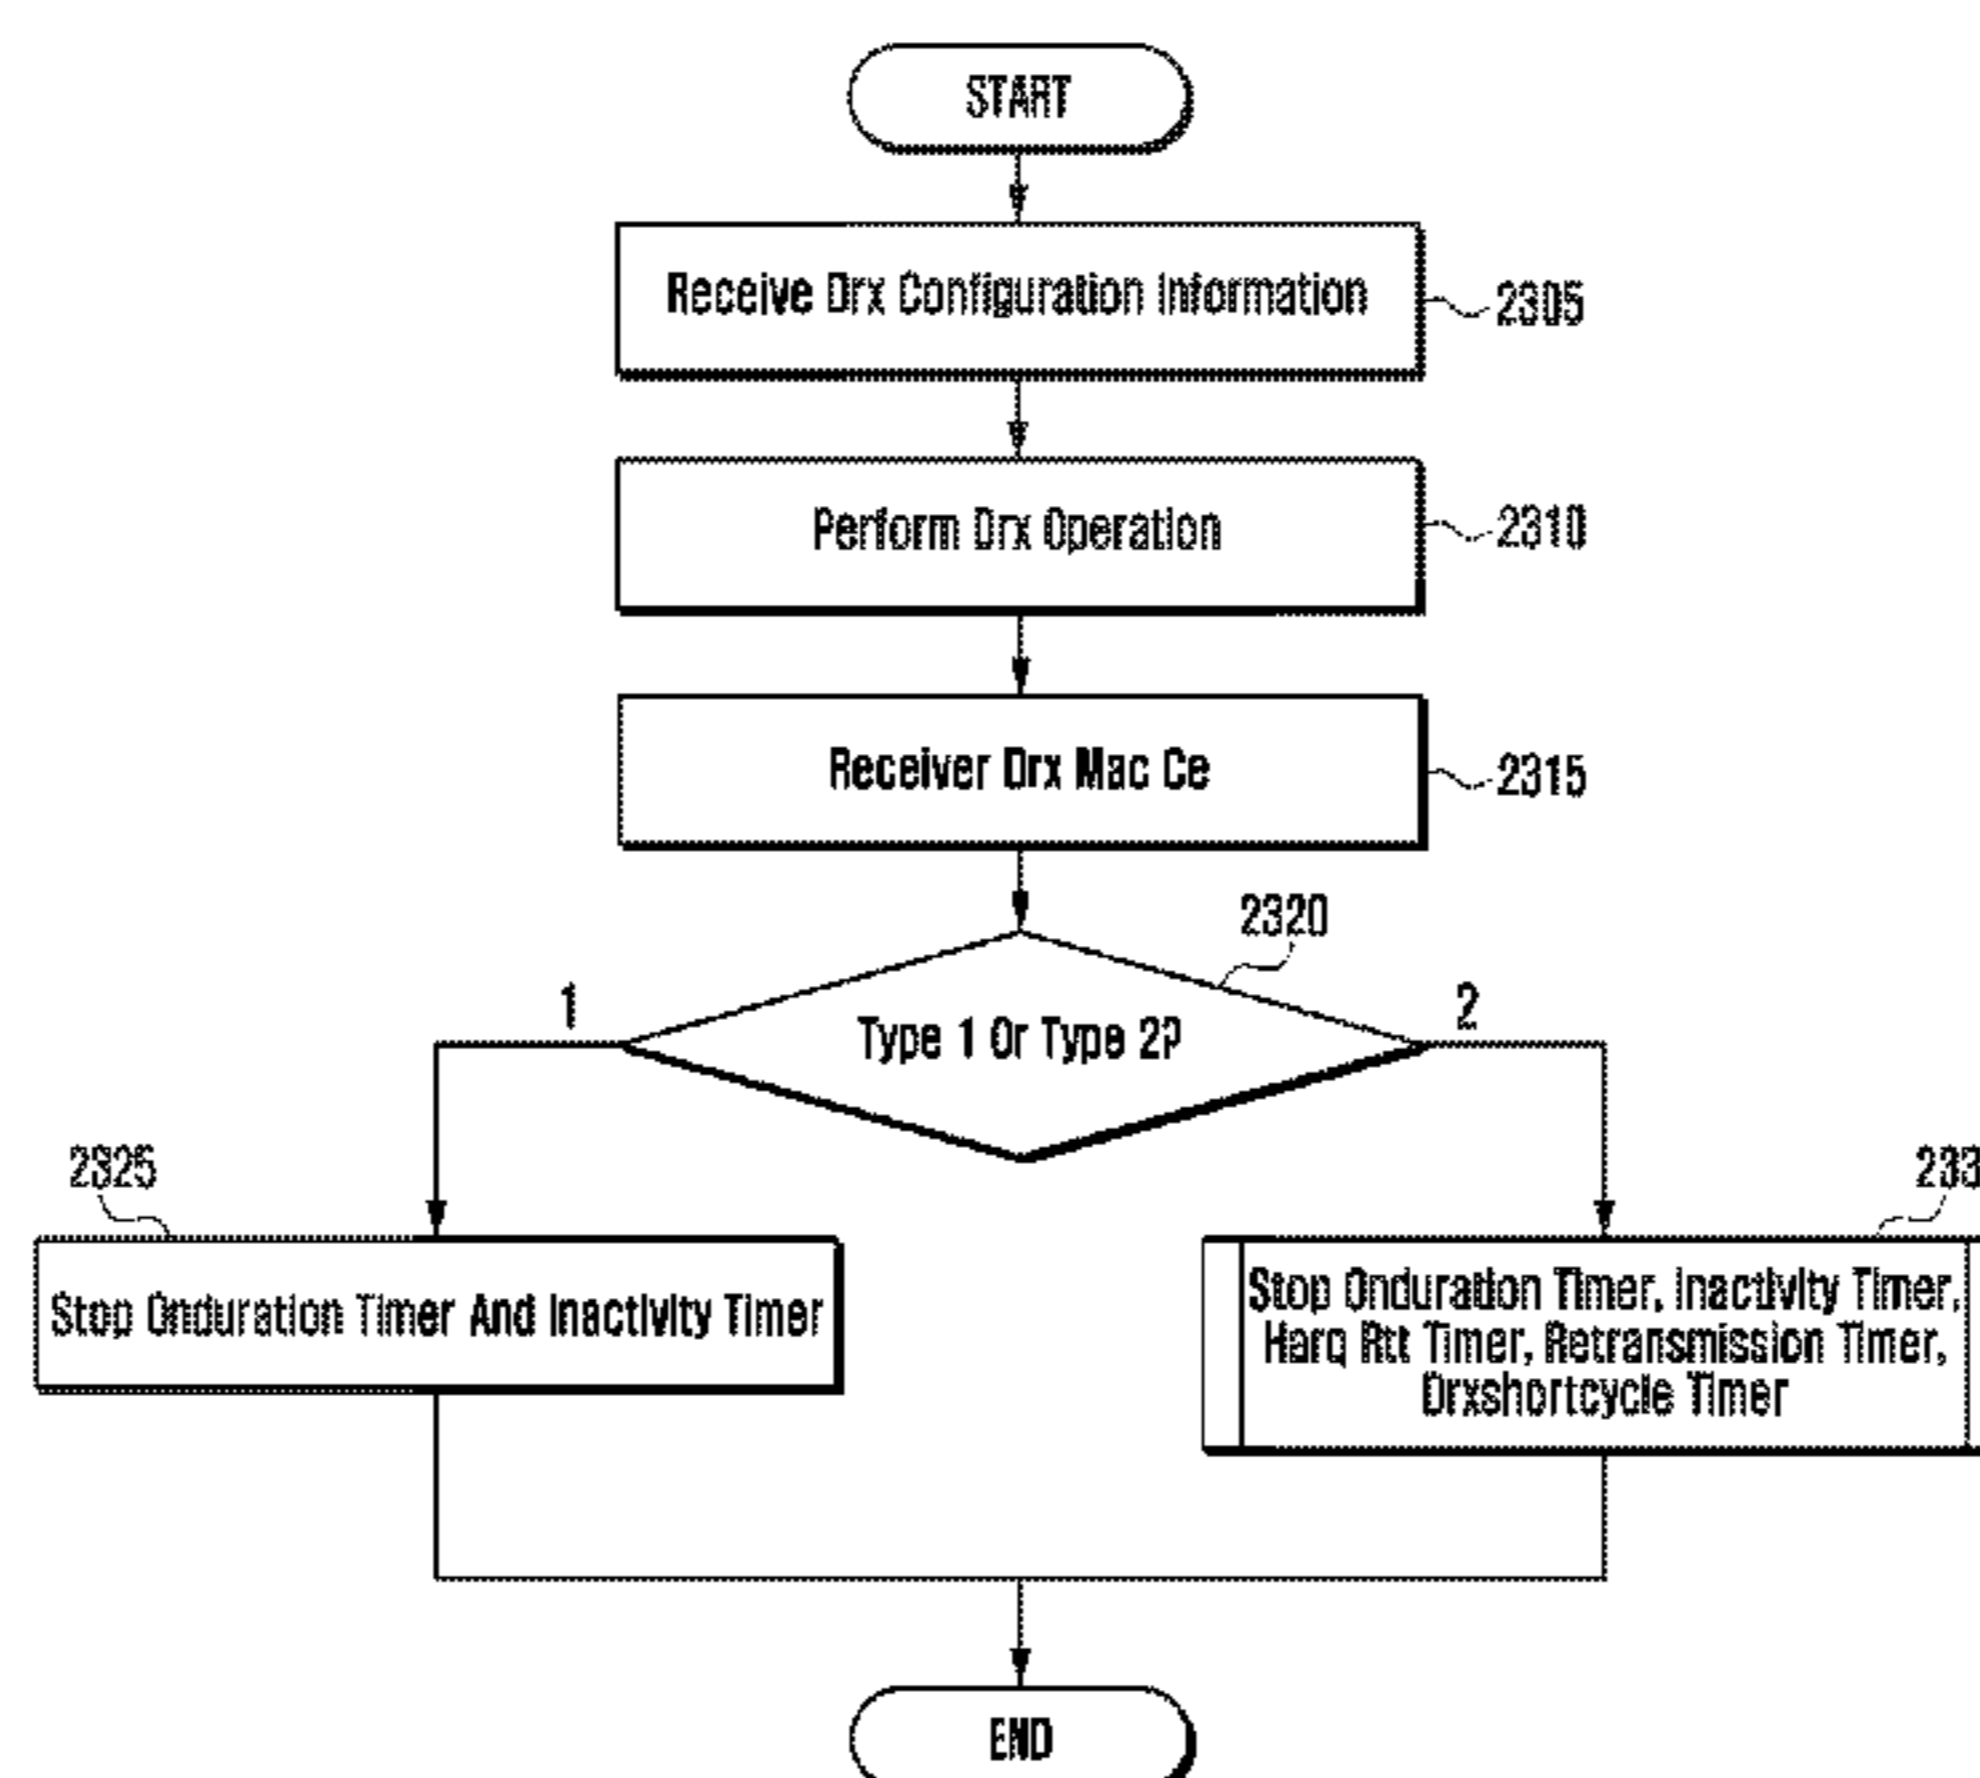 START
Receive Drx Configuration Information
2305
Perform Drx Operation
2310
Receiver Drx Mac Ce
2315
2320
1
Type 1 Or Type 2?
2
2325
Stop Onduration Timer And Inactivity Timer
233
Stop Onduration Timer, Inactivity Timer,
Harq Rtt Timer, Retransmission Timer,
Drxshortcycle Timer
END